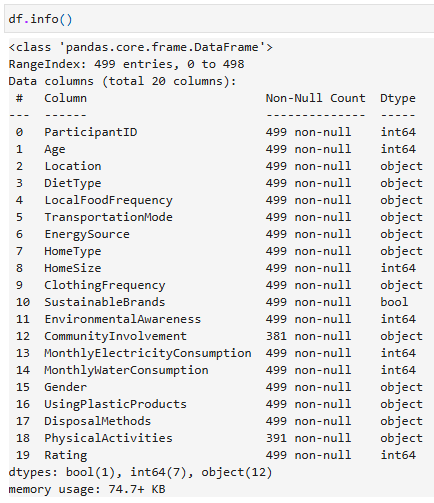 df.info()
<class 'pandas.core.frame.DataFrame'>
RangeIndex: 499 entries, 0 to 498
Data columns (total 20 columns):
 #   Column                        Non-Null Count  Dtype
---  ------                        --------------  -----
 0   ParticipantID                 499 non-null    int64
 1   Age                           499 non-null    int64
 2   Location                      499 non-null    object
 3   DietType                      499 non-null    object
 4   LocalFoodFrequency            499 non-null    object
 5   TransportationMode            499 non-null    object
 6   EnergySource                  499 non-null    object
 7   HomeType                      499 non-null    object
 8   HomeSize                      499 non-null    int64
 9   ClothingFrequency             499 non-null    object
 10  SustainableBrands             499 non-null    bool
 11  EnvironmentalAwareness        499 non-null    int64
 12  CommunityInvolvement          381 non-null    object
 13  MonthlyElectricityConsumption 499 non-null    int64
 14  MonthlyWaterConsumption       499 non-null    int64
 15  Gender                        499 non-null    object
 16  UsingPlasticProducts          499 non-null    object
 17  DisposalMethods               499 non-null    object
 18  PhysicalActivities            391 non-null    object
 19  Rating                        499 non-null    int64
dtypes: bool(1), int64(7), object(12)
memory usage: 74.7+ KB